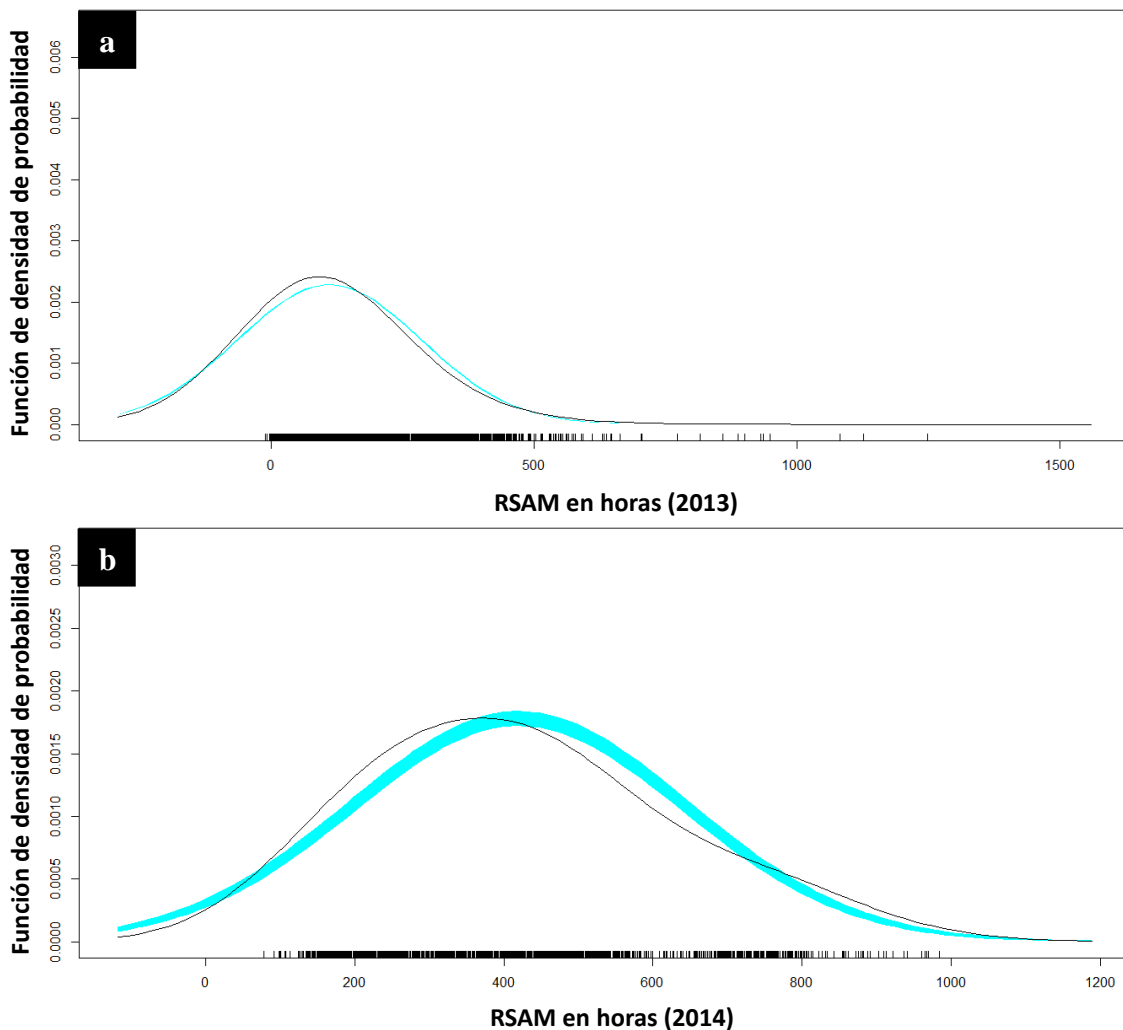 a
Función de densidad de probabilidad
0.006
0.005
0.004
0.003
0.002
0.001
0.000
0 500 1000 1500
RSAM en horas (2013)
b
Función de densidad de probabilidad
0.0030
0.0025
0.0020
0.0015
0.0010
0.0005
0.0000
0 200 400 600 800 1000 1200
RSAM en horas (2014)